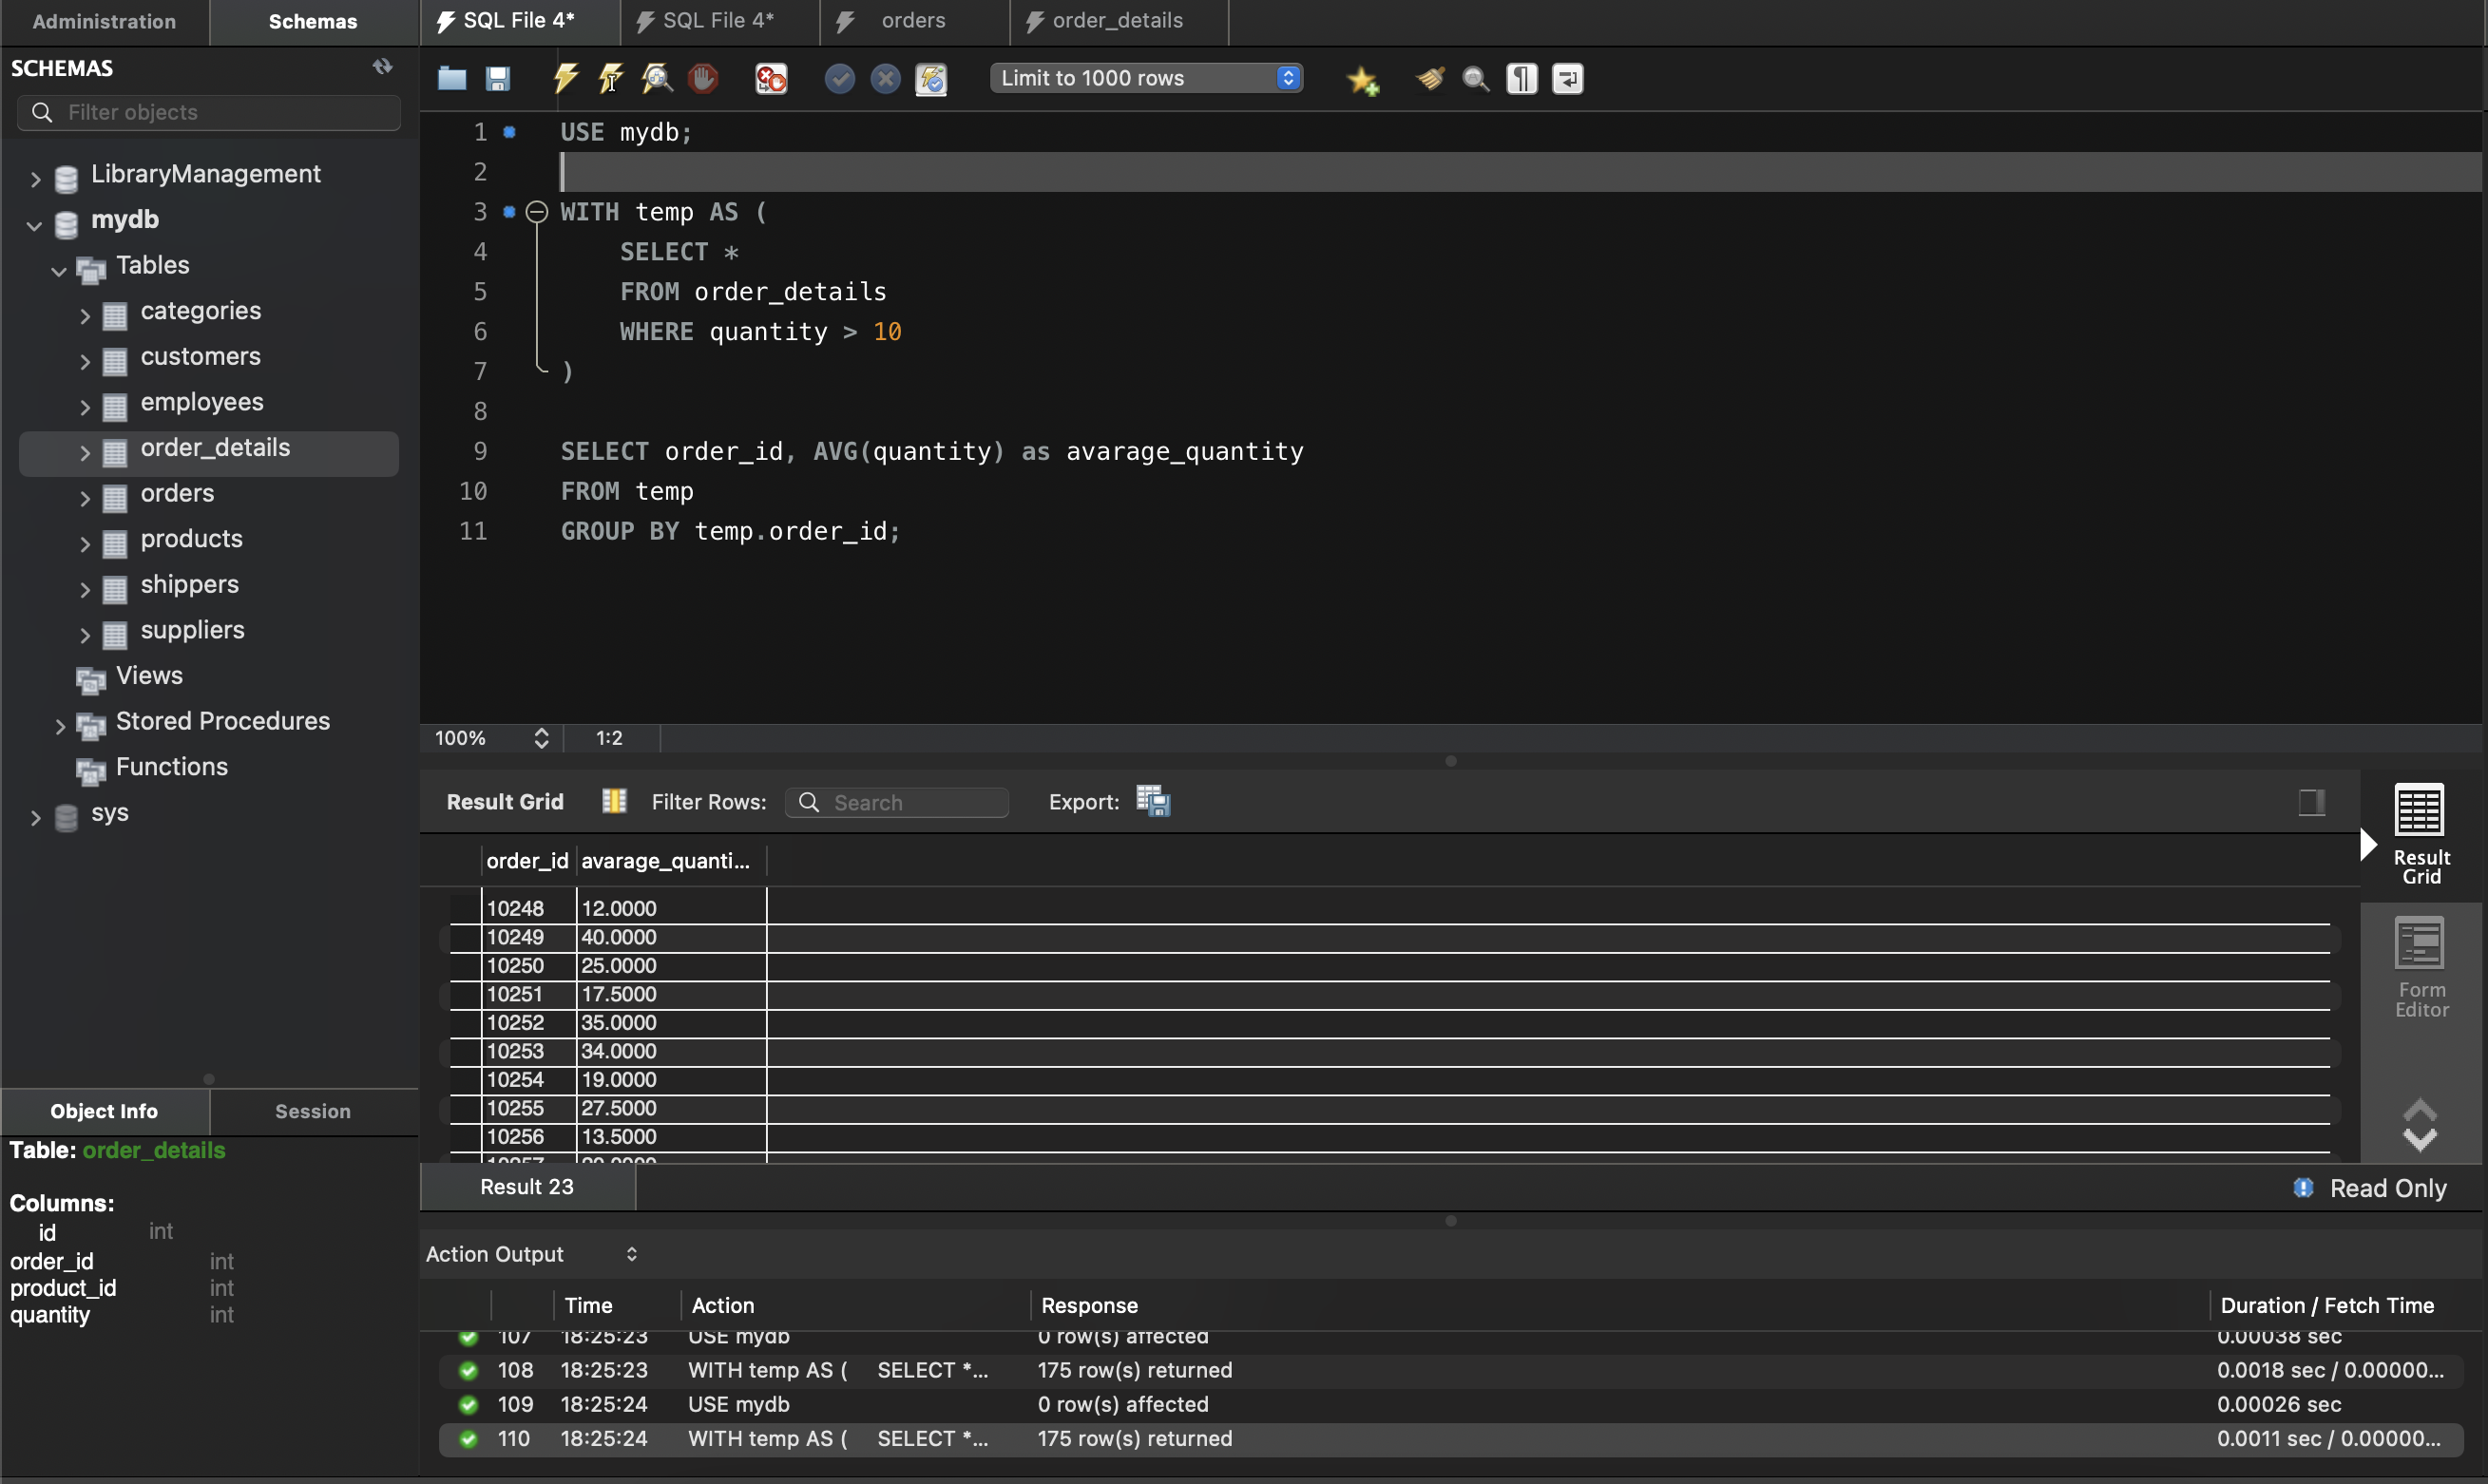 Administration
Schemas
SQL File 4*
SQL File 4*
orders
order_details
SCHEMAS
Filter objects
LibraryManagement
mydb
Tables
categories
customers
employees
order_details
orders
products
shippers
suppliers
Views
Stored Procedures
Functions
sys
Object Info
Session
Table: order_details
Columns:
id int
order_id int
product_id int
quantity int
Limit to 1000 rows
1 USE mydb;
2
3 WITH temp AS (
4 SELECT *
5 FROM order_details
6 WHERE quantity > 10
7 )
8
9 SELECT order_id, AVG(quantity) as avarage_quantity
10 FROM temp
11 GROUP BY temp.order_id;
100% 1:2
Result Grid Filter Rows: Search Export:
order_id avarage_quanti...
10248 12.0000
10249 40.0000
10250 25.0000
10251 17.5000
10252 35.0000
10253 34.0000
10254 19.0000
10255 27.5000
10256 13.5000
Result
Grid
Form
Editor
Result 23
Read Only
Action Output
Time Action Response Duration / Fetch Time
107 18:25:23 USE mydb 0 row(s) affected 0.00038 sec
108 18:25:23 WITH temp AS ( SELECT *... 175 row(s) returned 0.0018 sec / 0.00000...
109 18:25:24 USE mydb 0 row(s) affected 0.00026 sec
110 18:25:24 WITH temp AS ( SELECT *... 175 row(s) returned 0.0011 sec / 0.00000...